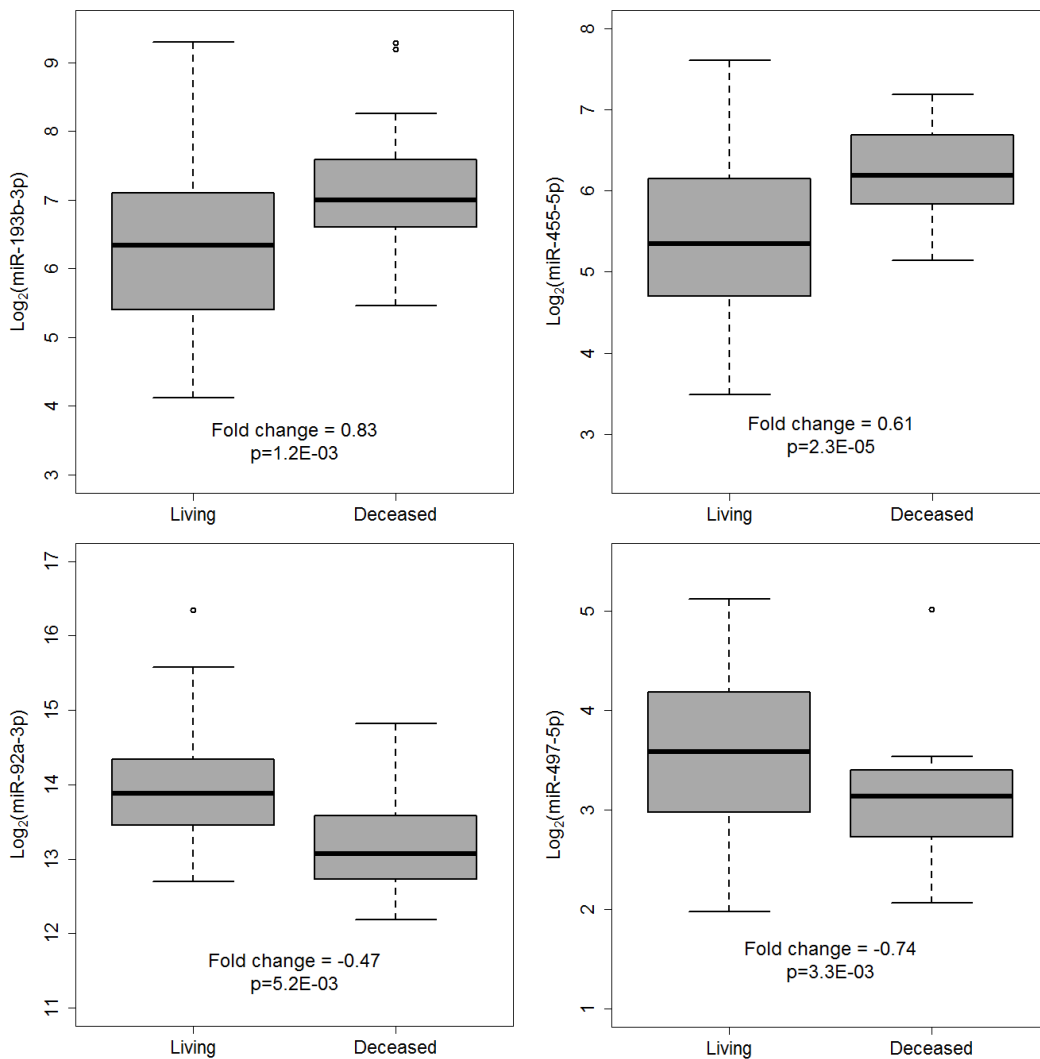 Log₂(miR-193b-3p)
9
8
7
6
5
4
3
Fold change = 0.83
p=1.2E-03
Living
Deceased
Log₂(miR-455-5p)
8
7
6
5
4
3
Fold change = 0.61
p=2.3E-05
Living
Deceased
Log₂(miR-92a-3p)
17
16
15
14
13
12
11
Fold change = -0.47
p=5.2E-03
Living
Deceased
Log₂(miR-497-5p)
5
4
3
2
1
Fold change = -0.74
p=3.3E-03
Living
Deceased